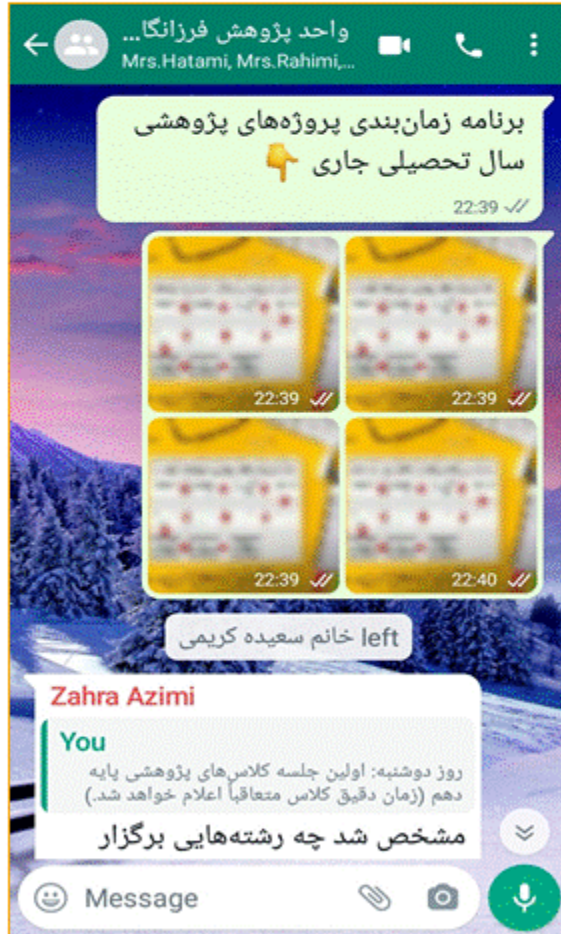 واحد پژوهش فرزانگا...
Mrs.Hatami, Mrs.Rahimi,...
برنامه زمان‌بندی پروژه‌های پژوهشی
سال تحصیلی جاری 👇
22:39
22:39
22:39
22:39
22:40
left خانم سعیده کریمی
Zahra Azimi
You
روز دوشنبه: اولین جلسه کلاس‌های پژوهشی پایه
دهم (زمان دقیق کلاس متعاقباً اعلام خواهد شد.)
مشخص شد چه رشته‌هایی برگزار
Message